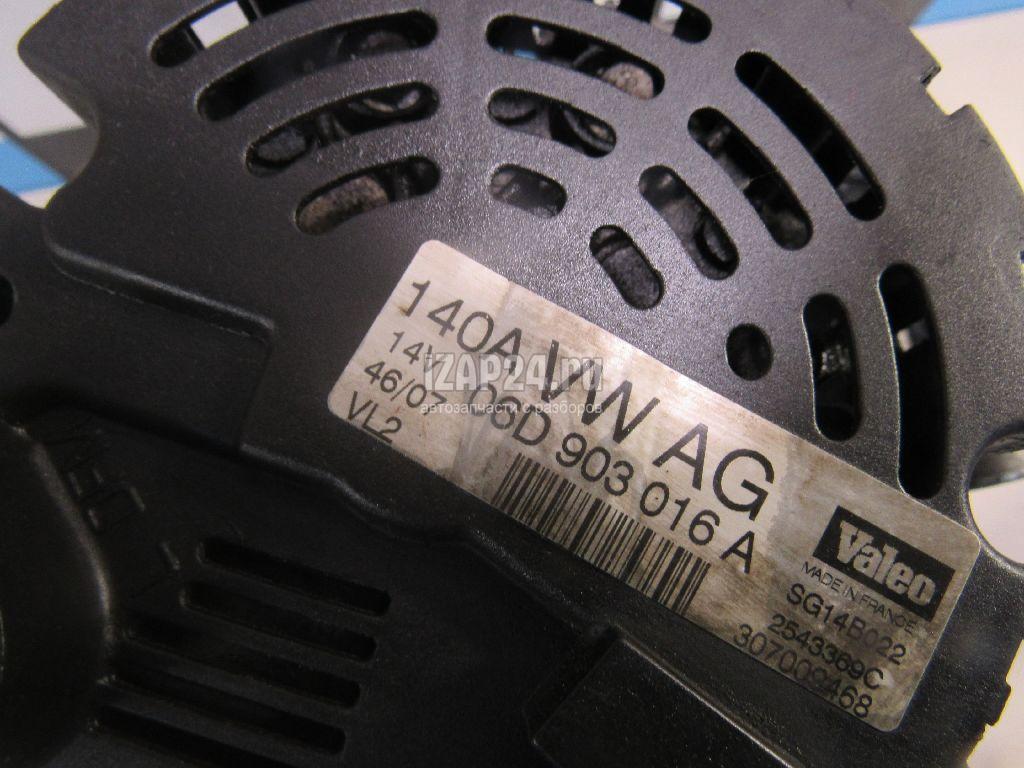 140A VW AG
14V 06D 903 016 A
46/07
VL2
Valeo
MADE IN FRANCE
SG14B022
2543369C
307009468
iZAP24.ru
автозапчасти с разборов